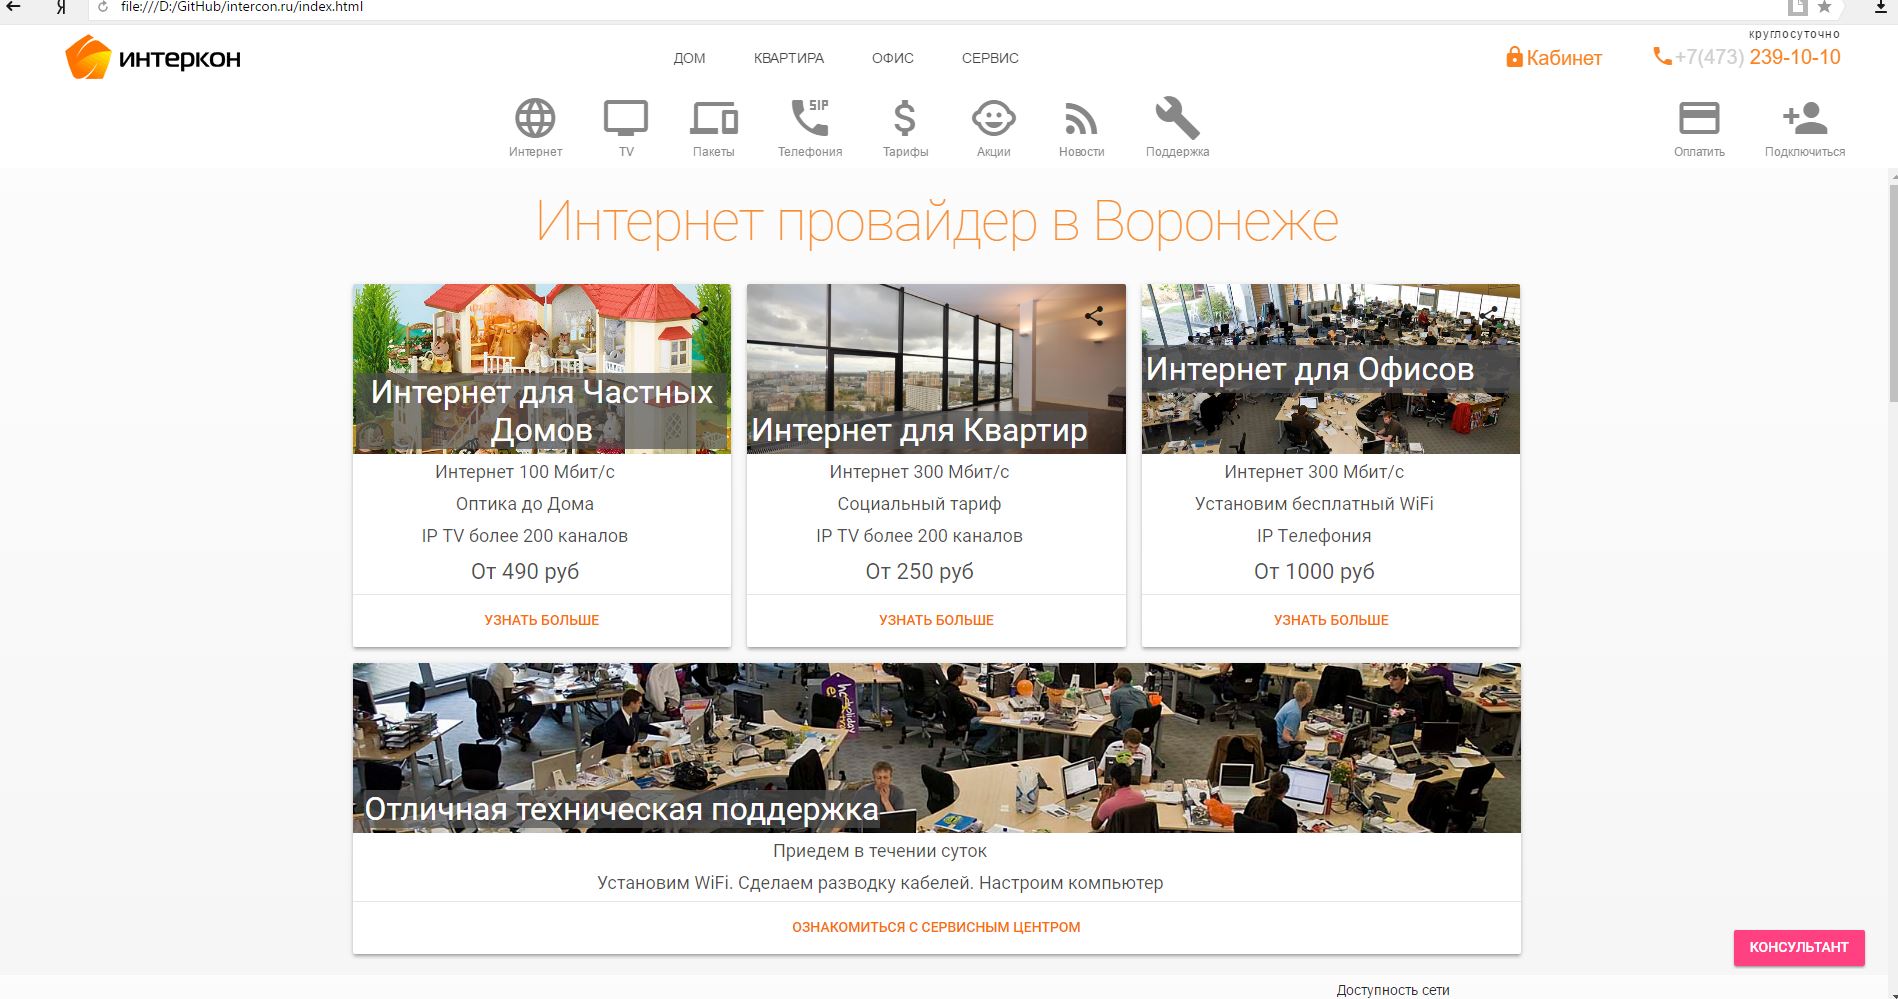 Я
file:///D:/GitHub/intercon.ru/index.html
круглосуточно
ИНТЕРКОН
ДОМ КВАРТИРА ОФИС СЕРВИС
Кабинет
+7(473) 239-10-10
SIP
Интернет TV Пакеты Телефония Тарифы Акции Новости Поддержка
Оплатить Подключиться
Интернет провайдер в Воронеже
Интернет для Частных
Домов
Интернет 100 Мбит/с
Оптика до Дома
IP TV более 200 каналов
От 490 руб
УЗНАТЬ БОЛЬШЕ
Интернет для Квартир
Интернет 300 Мбит/с
Социальный тариф
IP TV более 200 каналов
От 250 руб
УЗНАТЬ БОЛЬШЕ
Интернет для Офисов
Интернет 300 Мбит/с
Установим бесплатный WiFi
IP Телефония
От 1000 руб
УЗНАТЬ БОЛЬШЕ
Отличная техническая поддержка
Приедем в течении суток
Установим WiFi. Сделаем разводку кабелей. Настроим компьютер
ОЗНАКОМИТЬСЯ С СЕРВИСНЫМ ЦЕНТРОМ
КОНСУЛЬТАНТ
Доступность сети